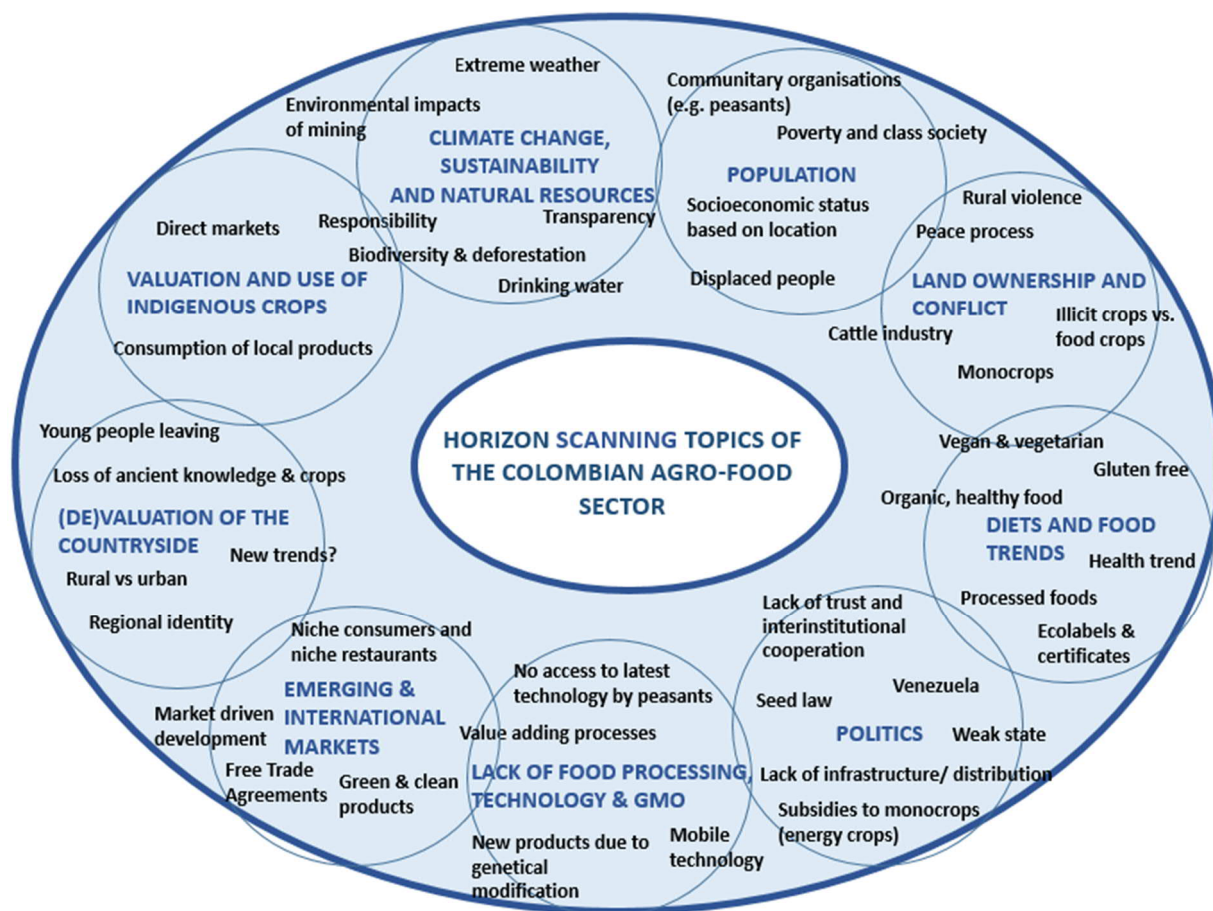 Extreme weather
Environmental impacts
of mining
CLIMATE CHANGE,
SUSTAINABILITY
AND NATURAL RESOURCES
Responsibility
Transparency
Biodiversity & deforestation
Drinking water
Communitary organisations
(e.g. peasants)
Poverty and class society
POPULATION
Socioeconomic status
based on location
Displaced people
Rural violence
Peace process
LAND OWNERSHIP AND
CONFLICT
Illicit crops vs.
food crops
Cattle industry
Monocrops
Direct markets
VALUATION AND USE OF
INDIGENOUS CROPS
Consumption of local products
HORIZON SCANNING TOPICS OF
THE COLOMBIAN AGRO-FOOD
SECTOR
Young people leaving
Loss of ancient knowledge & crops
(DE)VALUATION OF THE
COUNTRYSIDE
New trends?
Rural vs urban
Regional identity
Vegan & vegetarian
Gluten free
Organic, healthy food
DIETS AND FOOD
TRENDS
Health trend
Processed foods
Ecolabels &
certificates
Niche consumers and
niche restaurants
EMERGING &
INTERNATIONAL
MARKETS
Market driven
development
Free Trade
Agreements
Green & clean
products
No access to latest
technology by peasants
Value adding processes
LACK OF FOOD PROCESSING,
TECHNOLOGY & GMO
New products due to
genetical
modification
Mobile
technology
Lack of trust and
interinstitutional
cooperation
Seed law
Venezuela
POLITICS
Weak state
Lack of infrastructure/ distribution
Subsidies to monocrops
(energy crops)